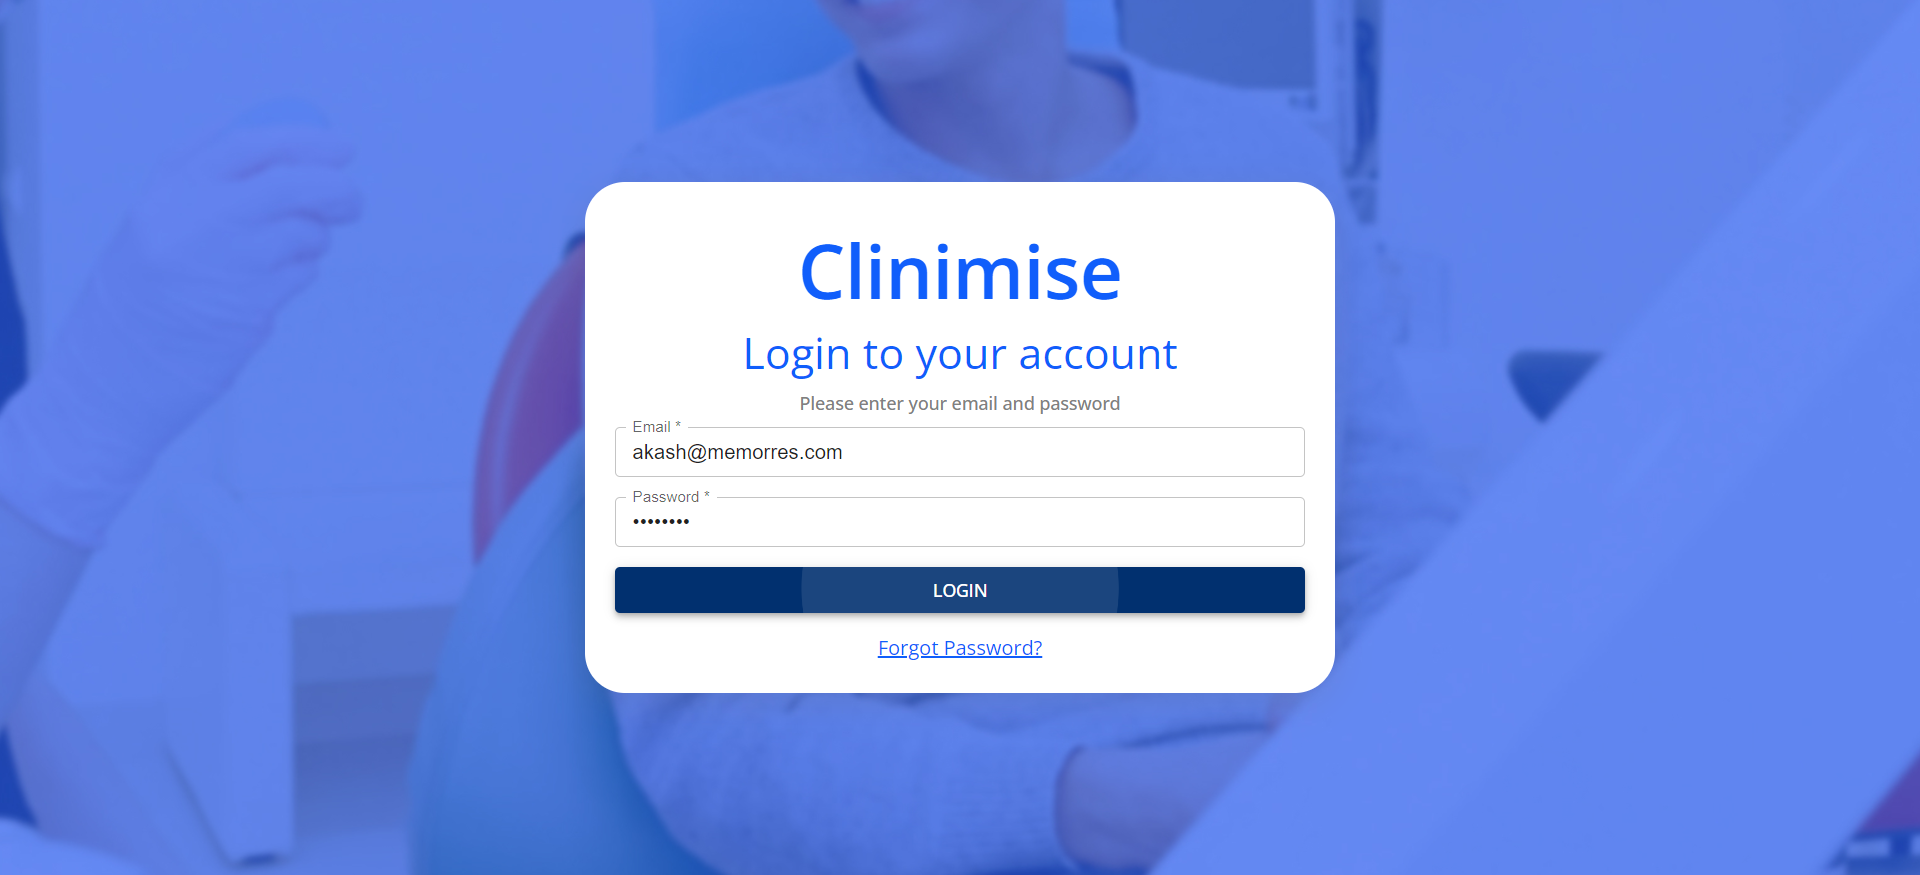 Clinimise
Login to your account
Please enter your email and password
Email *
akash@memorres.com
Password *
••••••••
LOGIN
Forgot Password?